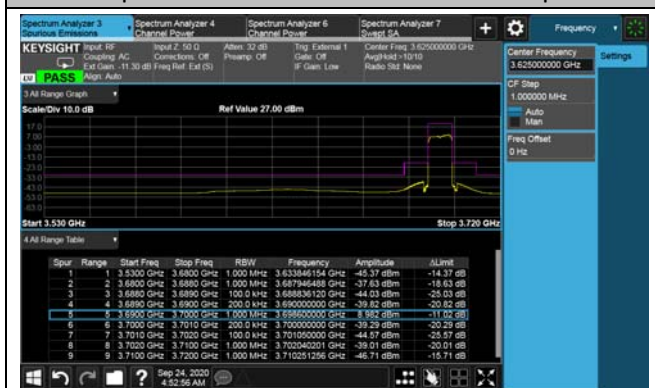 Spectrum Analyzer 3
Spurious Emissions
Spectrum Analyzer 4
Channel Power
Spectrum Analyzer 6
Channel Power
Spectrum Analyzer 7
Swept SA
Frequency
KEYSIGHT Input: RF
Coupling: AC
Ext Gain: -11.30 dB
Align: Auto
PASS
Input Z: 50 Ω
Corrections: Off
Freq Ref: Ext (S)
Atten: 32 dB
Preamp: Off
Trig: External 1
Gate: Off
IF Gain: Low
Center Freq: 3.625000000 GHz
Avg|Hold:>10/10
Radio Std: None
Center Frequency
3.625000000 GHz
Settings
CF Step
1.000000 MHz
Auto
Man
Freq Offset
0 Hz
3 All Range Graph
Scale/Div 10.0 dB
Ref Value 27.00 dBm
17.0
7.00
-3.00
-13.0
-23.0
-33.0
-43.0
-53.0
-63.0
Start 3.530 GHz
Stop 3.720 GHz
4 All Range Table
Spur Range Start Freq Stop Freq RBW Frequency Amplitude ΔLimit
1 1 3.5300 GHz 3.6800 GHz 1.000 MHz 3.633846154 GHz -45.37 dBm -14.37 dB
2 2 3.6800 GHz 3.6880 GHz 1.000 MHz 3.687946488 GHz -37.63 dBm -18.63 dB
3 3 3.6880 GHz 3.6890 GHz 100.0 kHz 3.688836120 GHz -44.03 dBm -25.03 dB
4 4 3.6890 GHz 3.6900 GHz 200.0 kHz 3.690000000 GHz -39.82 dBm -20.82 dB
5 5 3.6900 GHz 3.7000 GHz 1.000 MHz 3.698600000 GHz 8.982 dBm -11.02 dB
6 6 3.7000 GHz 3.7010 GHz 200.0 kHz 3.700000000 GHz -39.29 dBm -20.29 dB
7 7 3.7010 GHz 3.7020 GHz 100.0 kHz 3.701050000 GHz -44.57 dBm -25.57 dB
8 8 3.7020 GHz 3.7100 GHz 1.000 MHz 3.702040201 GHz -39.01 dBm -20.01 dB
9 9 3.7100 GHz 3.7200 GHz 1.000 MHz 3.710251256 GHz -46.71 dBm -15.71 dB
Sep 24, 2020
4:52:56 AM